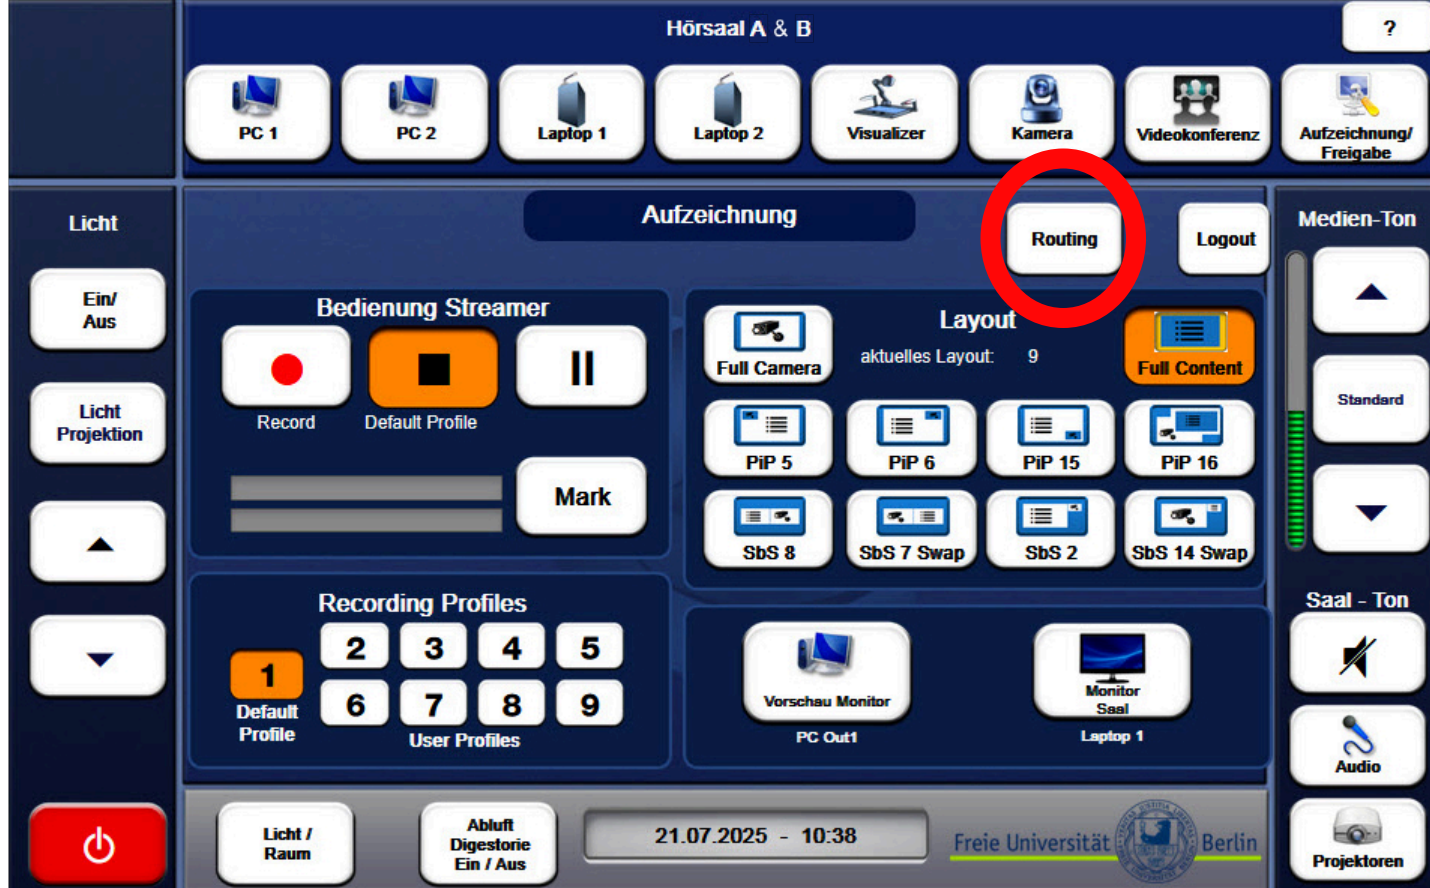 Hörsaal A & B
?
PC 1
PC 2
Laptop 1
Laptop 2
Visualizer
Kamera
Videokonferenz
Aufzeichnung/
Freigabe
Licht
Ein/
Aus
Licht
Projektion
Aufzeichnung
Routing
Logout
Bedienung Streamer
Record
Default Profile
Mark
Layout
aktuelles Layout: 9
Full Camera
Full Content
PiP 5
PiP 6
PiP 15
PiP 16
SbS 8
SbS 7 Swap
SbS 2
SbS 14 Swap
Recording Profiles
1
2
3
4
5
6
7
8
9
Default
Profile
User Profiles
Vorschau Monitor
PC Out1
Monitor
Saal
Laptop 1
Medien-Ton
Standard
Saal - Ton
Audio
Projektoren
Licht /
Raum
Abluft
Digestorie
Ein / Aus
21.07.2025 - 10:38
Freie Universität Berlin